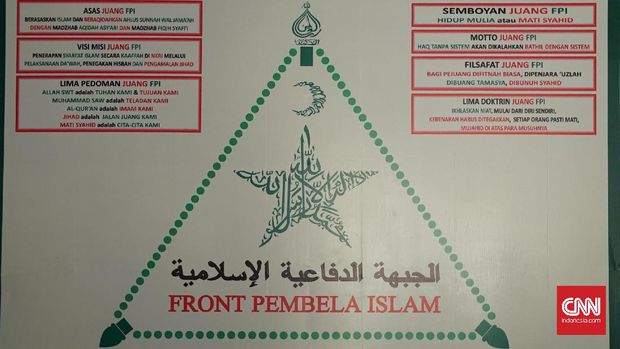 ASAS JUANG FPI
BERASASKAN ISLAM DAN BERAQIDAHKAN AHLUS SUNNAH WAL JAMA'AH
DENGAN MADZHAB AQIDAH ASY'ARI DAN MADZHAB FIQIH SYAFI'I
VISI MISI JUANG FPI
PENERAPAN SYARI'AT ISLAM SECARA KAAFFAH DI NKRI MELALUI
PELAKSANAAN DA'WAH, PENEGAKAN HISBAH DAN PENGAMALAN JIHAD
LIMA PEDOMAN JUANG FPI
ALLAH SWT adalah TUHAN KAMI & TUJUAN KAMI
MUHAMMAD SAW adalah TELADAN KAMI
AL-QUR'AN adalah IMAM KAMI
JIHAD adalah JALAN JUANG KAMI
MATI SYAHID adalah CITA-CITA KAMI
SEMBOYAN JUANG FPI
HIDUP MULIA atau MATI SYAHID
MOTTO JUANG FPI
HAQ TANPA SISTEM AKAN DIKALAHKAN BATHIL DENGAN SISTEM
FILSAFAT JUANG FPI
BAGI PEJUANG DIFITNAH BIASA, DIPENJARA 'UZLAH
DIBUANG TAMASYA, DIBUNUH SYAHID
LIMA DOKTRIN JUANG FPI
IKHLASKAN NIAT, MULAI DARI DIRI SENDIRI,
KEBENARAN HARUS DITEGAKKAN, SETIAP ORANG PASTI MATI,
MUJAHID DI ATAS PARA MUSUHNYA
الجبهة الدفاعية الإسلامية
FRONT PEMBELA ISLAM
CNN
Indonesia.com